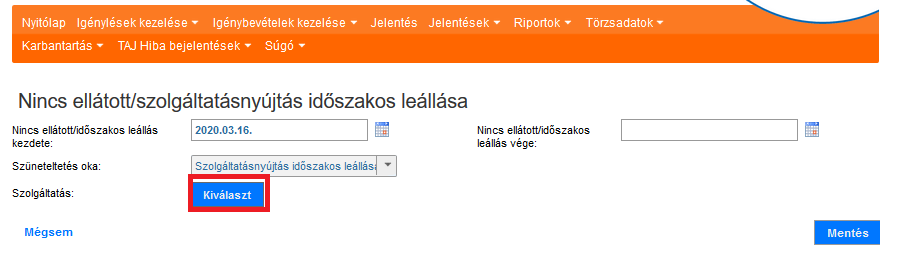 Nyitólap Igénylések kezelése Igénybevételek kezelése Jelentés Jelentések Riportok Törzsadatok
Karbantartás TAJ Hiba bejelentések Súgó
Nincs ellátott/szolgáltatásnyújtás időszakos leállása
Nincs ellátott/időszakos leállás
kezdete:
2020.03.16.
Nincs ellátott/időszakos
leállás vége:
Szüneteltetés oka:
Szolgáltatásnyújtás időszakos leállása
Szolgáltatás:
Kiválaszt
Mégsem
Mentés